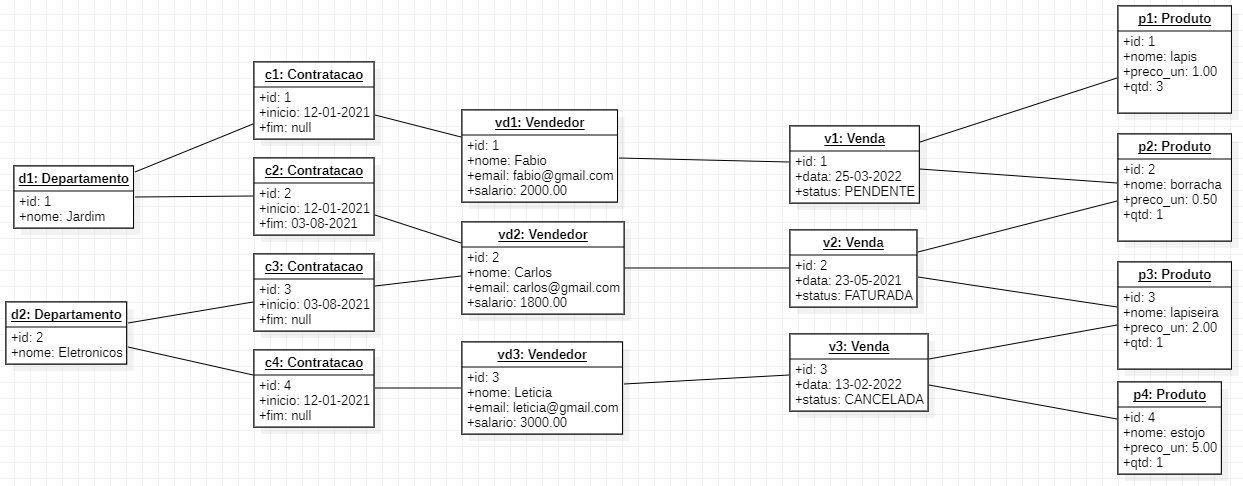 d1: Departamento
+id: 1
+nome: Jardim
d2: Departamento
+id: 2
+nome: Eletronicos
c1: Contratacao
+id: 1
+inicio: 12-01-2021
+fim: null
c2: Contratacao
+id: 2
+inicio: 12-01-2021
+fim: 03-08-2021
c3: Contratacao
+id: 3
+inicio: 03-08-2021
+fim: null
c4: Contratacao
+id: 4
+inicio: 12-01-2021
+fim: null
vd1: Vendedor
+id: 1
+nome: Fabio
+email: fabio@gmail.com
+salario: 2000.00
vd2: Vendedor
+id: 2
+nome: Carlos
+email: carlos@gmail.com
+salario: 1800.00
vd3: Vendedor
+id: 3
+nome: Leticia
+email: leticia@gmail.com
+salario: 3000.00
v1: Venda
+id: 1
+data: 25-03-2022
+status: PENDENTE
v2: Venda
+id: 2
+data: 23-05-2021
+status: FATURADA
v3: Venda
+id: 3
+data: 13-02-2022
+status: CANCELADA
p1: Produto
+id: 1
+nome: lapis
+preco_un: 1.00
+qtd: 3
p2: Produto
+id: 2
+nome: borracha
+preco_un: 0.50
+qtd: 1
p3: Produto
+id: 3
+nome: lapiseira
+preco_un: 2.00
+qtd: 1
p4: Produto
+id: 4
+nome: estojo
+preco_un: 5.00
+qtd: 1